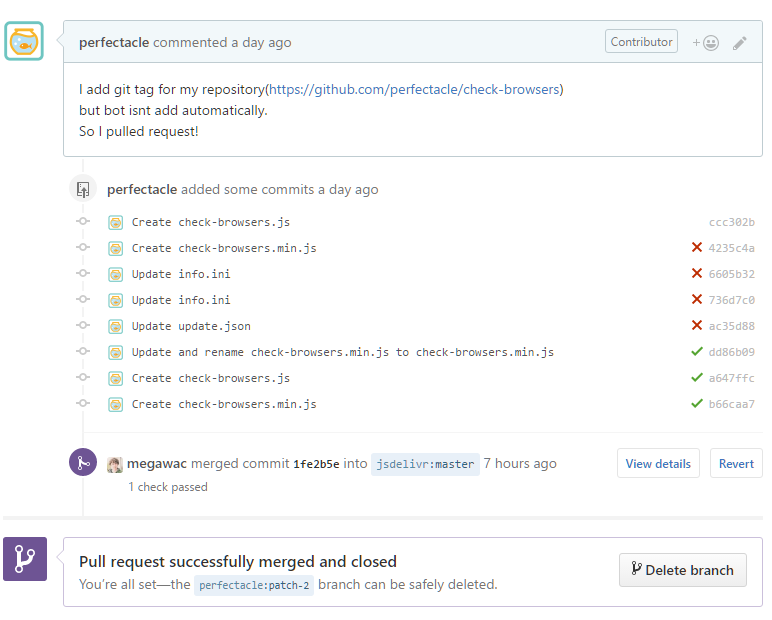 perfectacle commented a day ago Contributor +
I add git tag for my repository(https://github.com/perfectacle/check-browsers)
but bot isnt add automatically.
So I pulled request!
perfectacle added some commits a day ago
Create check-browsers.js ccc302b
Create check-browsers.min.js 4235c4a
Update info.ini 6605b32
Update info.ini 736d7c0
Update update.json ac35d88
Update and rename check-browsers.min.js to check-browsers.min.js dd86b09
Create check-browsers.js a647ffc
Create check-browsers.min.js b66caa7
megawac merged commit 1fe2b5e into jsdelivr:master 7 hours ago View details Revert
1 check passed
Pull request successfully merged and closed
You’re all set—the perfectacle:patch-2 branch can be safely deleted. Delete branch